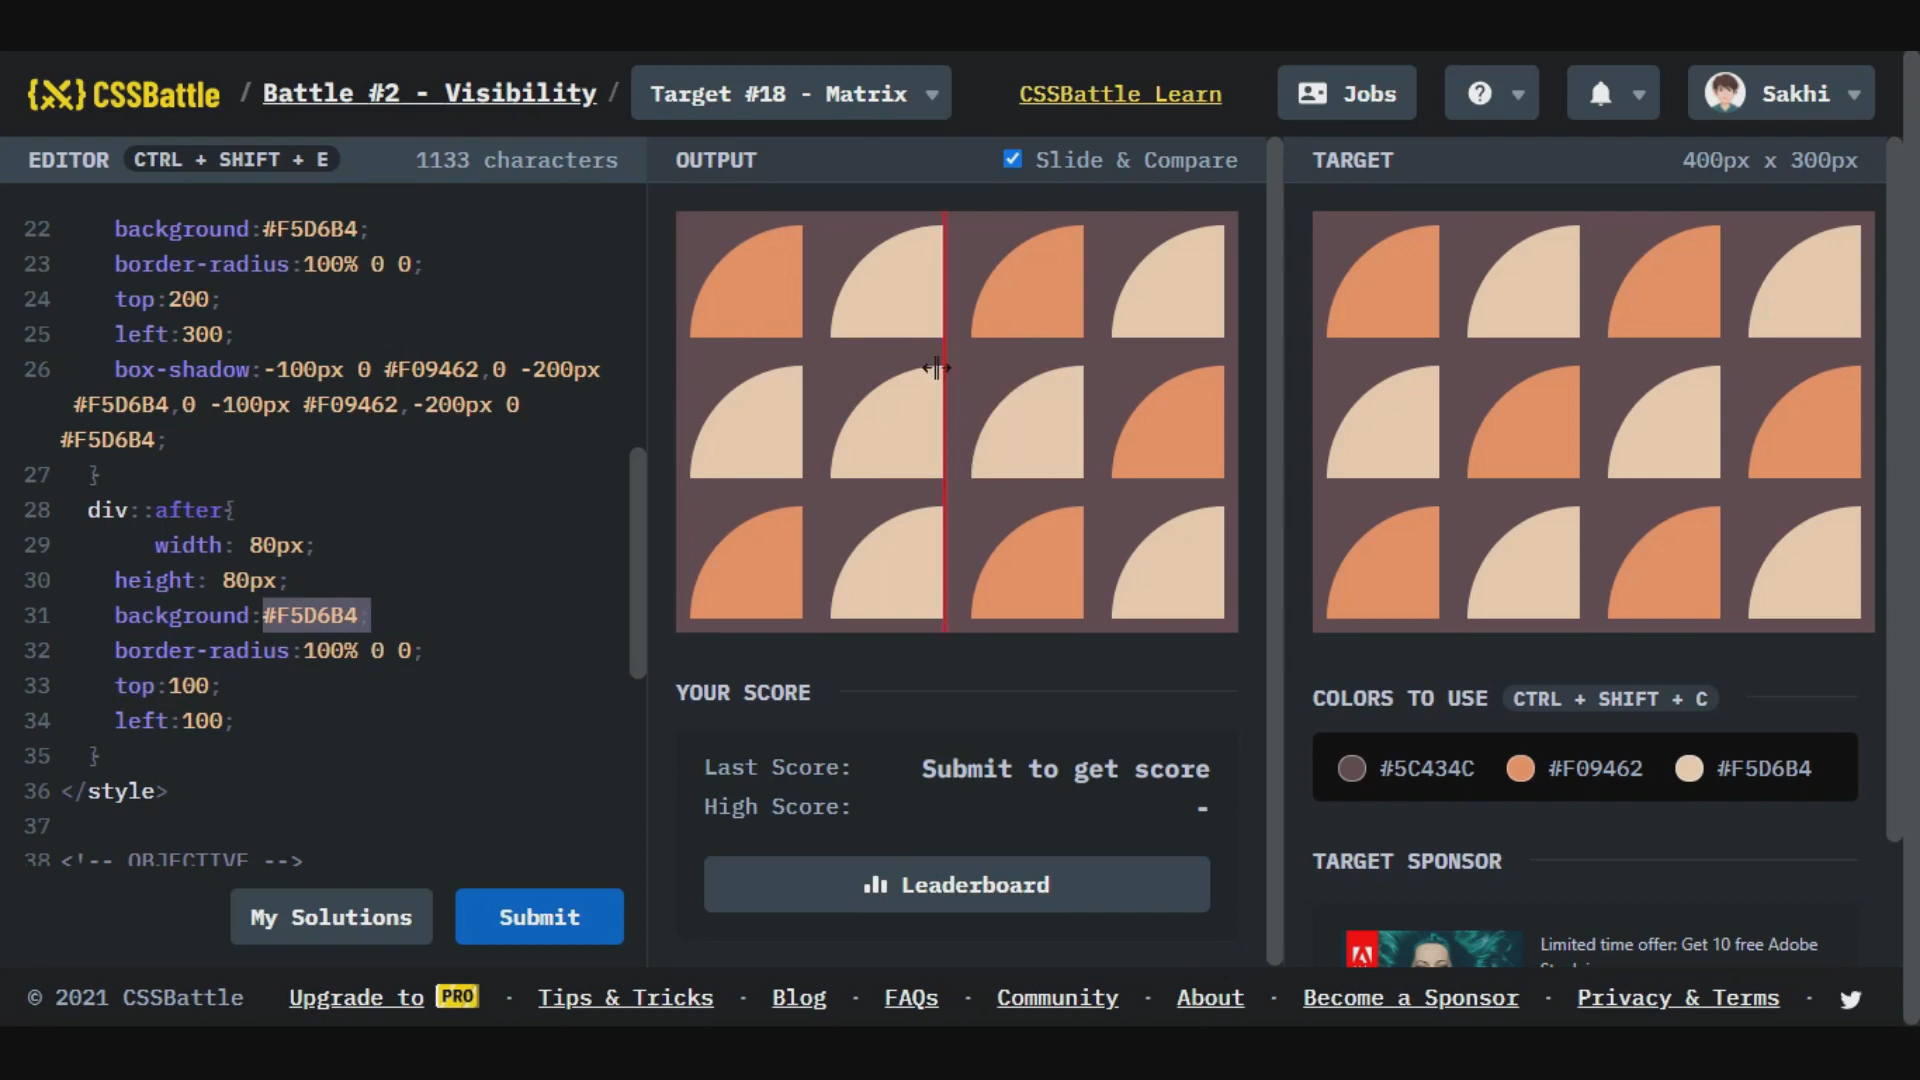 {X} CSSBattle / Battle #2 - Visibility / Target #18 - Matrix CSSBattle Learn Jobs ? Sakhi
EDITOR CTRL + SHIFT + E 1133 characters
22 background:#F5D6B4;
23 border-radius:100% 0 0;
24 top:200;
25 left:300;
26 box-shadow:-100px 0 #F09462,0 -200px
#F5D6B4,0 -100px #F09462,-200px 0
#F5D6B4;
27 }
28 div::after{
29 width: 80px;
30 height: 80px;
31 background:#F5D6B4;
32 border-radius:100% 0 0;
33 top:100;
34 left:100;
35 }
36 </style>
37
38 <!-- OBJECTIVE -->
My Solutions Submit
OUTPUT Slide & Compare
YOUR SCORE
Last Score: Submit to get score
High Score: -
Leaderboard
TARGET 400px x 300px
COLORS TO USE CTRL + SHIFT + C
#5C434C #F09462 #F5D6B4
TARGET SPONSOR
Limited time offer: Get 10 free Adobe
© 2021 CSSBattle Upgrade to PRO · Tips & Tricks · Blog · FAQs · Community · About · Become a Sponsor · Privacy & Terms ·